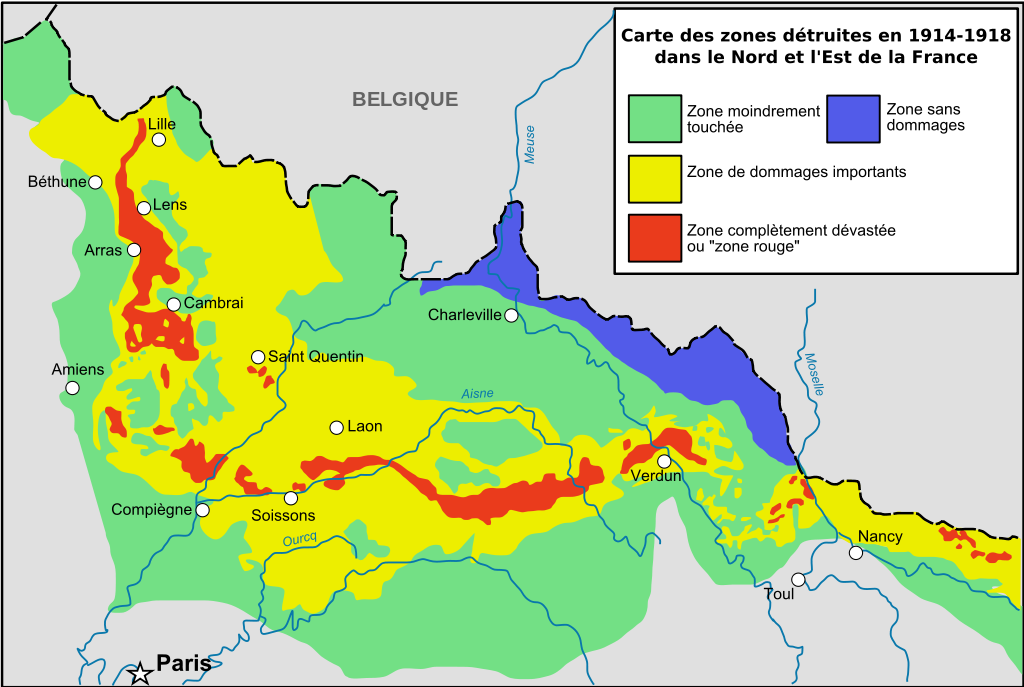 Carte des zones détruites en 1914-1918
dans le Nord et l'Est de la France
Zone moindrement
touchée
Zone sans
dommages
Zone de dommages importants
Zone complètement dévastée
ou "zone rouge"
BELGIQUE
Meuse
Lille
Béthune
Lens
Arras
Cambrai
Charleville
Saint Quentin
Amiens
Moselle
Aisne
Laon
Verdun
Compiègne
Soissons
Ourcq
Nancy
Toul
Paris